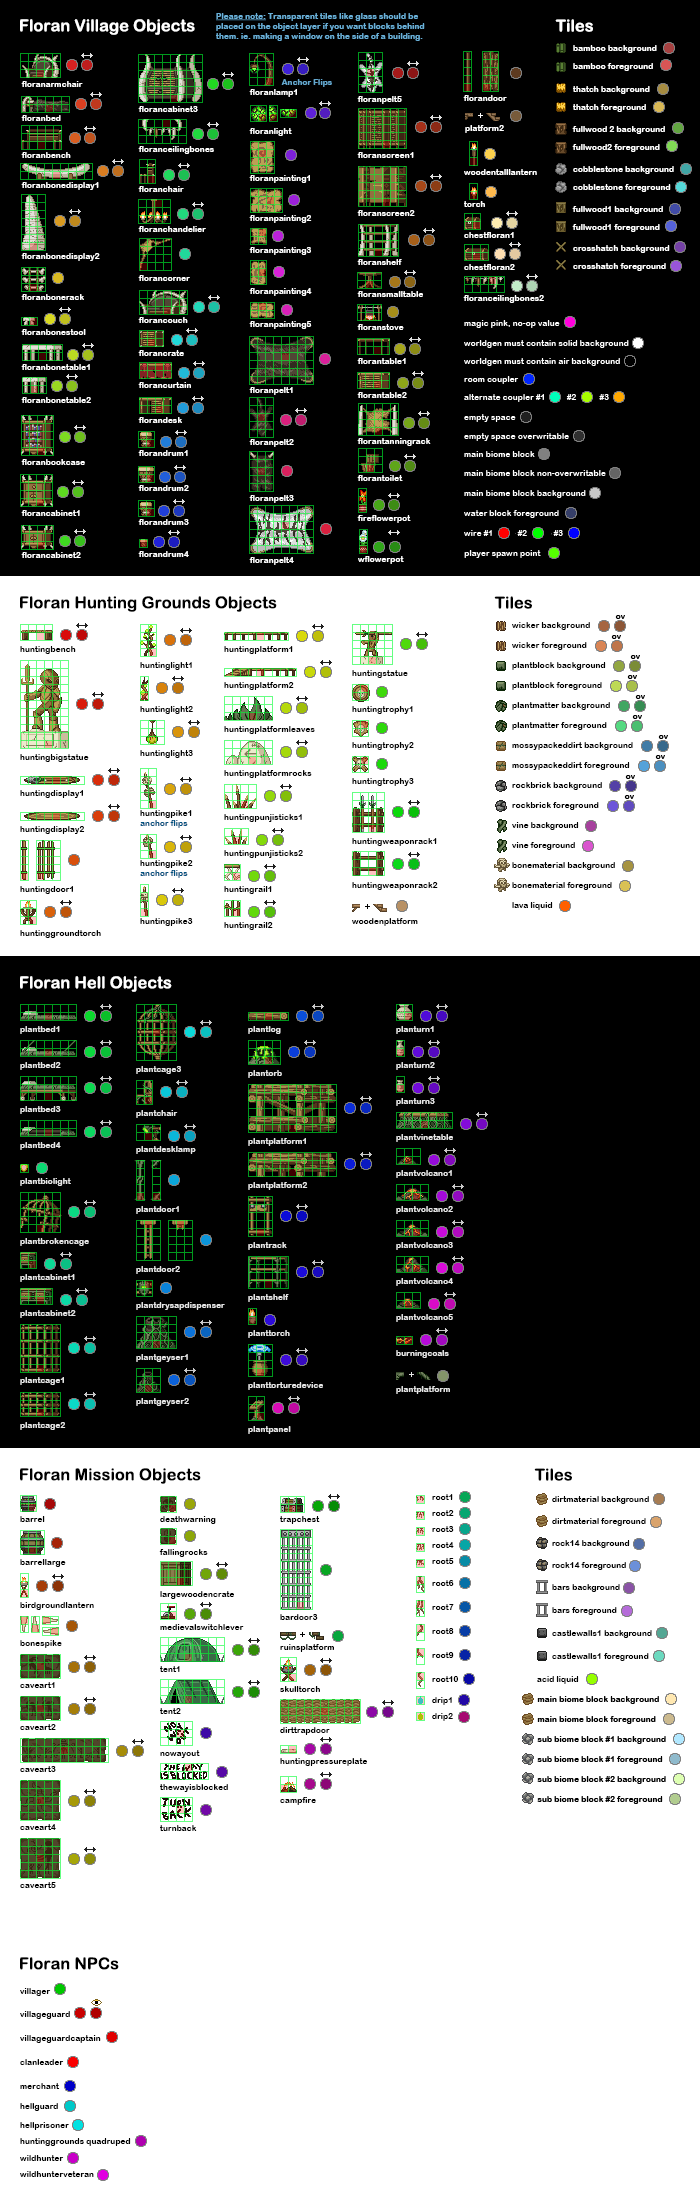 Floran Village Objects
Please note: Transparent tiles like glass should be
placed on the object layer if you want blocks behind
them. ie. making a window on the side of a building.
floranarmchair
floranbed
floranbench
floranbonedisplay1
floranbonedisplay2
floranbonerack
floranbonestool
floranbonetable1
floranbonetable2
floranbookcase
florancabinet1
florancabinet2
florancabinet3
floranceilingbones
floranchair
floranchandelier
florancorner
florancouch
florancrate
florancurtain
florandesk
florandrum1
florandrum2
florandrum3
florandrum4
Anchor Flips
floranlamp1
floranlight
floranpainting1
floranpainting2
floranpainting3
floranpainting4
floranpainting5
floranpelt1
floranpelt2
floranpelt3
floranpelt4
floranpelt5
floranscreen1
floranscreen2
floranshelf
floransmalltable
floranstove
florantable1
florantable2
florantanningrack
florantoilet
fireflowerpot
wflowerpot
florandoor
+
platform2
woodentalllantern
torch
chestfloran1
chestfloran2
floranceilingbones2
Tiles
bamboo background
bamboo foreground
thatch background
thatch foreground
fullwood 2 background
fullwood2 foreground
cobblestone background
cobblestone foreground
fullwood1 background
fullwood1 foreground
crosshatch background
crosshatch foreground
magic pink, no-op value
worldgen must contain solid background
worldgen must contain air background
room coupler
alternate coupler #1 #2 #3
empty space
empty space overwritable
main biome block
main biome block non-overwritable
main biome block background
water block foreground
wire #1 #2 #3
player spawn point
Floran Hunting Grounds Objects
huntingbench
huntingbigstatue
huntingdisplay1
huntingdisplay2
huntingdoor1
huntinggroundtorch
huntinglight1
huntinglight2
huntinglight3
huntingpike1
anchor flips
huntingpike2
anchor flips
huntingpike3
huntingplatform1
huntingplatform2
huntingplatformleaves
huntingplatformrocks
huntingpunjisticks1
huntingpunjisticks2
huntingrail1
huntingrail2
huntingstatue
huntingtrophy1
huntingtrophy2
huntingtrophy3
huntingweaponrack1
huntingweaponrack2
+
woodenplatform
Tiles
wicker background ov
wicker foreground ov
plantblock background ov
plantblock foreground ov
plantmatter background ov
plantmatter foreground ov
mossypackeddirt background ov
mossypackeddirt foreground ov
rockbrick background ov
rockbrick foreground ov
vine background
vine foreground
bonematerial background
bonematerial foreground
lava liquid
Floran Hell Objects
plantbed1
plantbed2
plantbed3
plantbed4
plantbiolight
plantbrokencage
plantcabinet1
plantcabinet2
plantcage1
plantcage2
plantcage3
plantchair
plantdesklamp
plantdoor1
plantdoor2
plantdrysapdispenser
plantgeyser1
plantgeyser2
plantlog
plantorb
plantplatform1
plantplatform2
plantrack
plantshelf
planttorch
planttorturedevice
plantpanel
planturn1
planturn2
planturn3
plantvinetable
plantvolcano1
plantvolcano2
plantvolcano3
plantvolcano4
plantvolcano5
burningcoals
+
plantplatform
Floran Mission Objects
barrel
barrellarge
birdgroundlantern
bonespike
caveart1
caveart2
caveart3
caveart4
caveart5
deathwarning
fallingrocks
largewoodencrate
medievalswitchlever
tent1
tent2
NO WAY OUT
nowayout
THE WAY IS BLOCKED
thewayisblocked
TURN BACK
turnback
trapchest
bardoor3
+
ruinsplatform
skulltorch
dirttrapdoor
huntingpressureplate
campfire
root1
root2
root3
root4
root5
root6
root7
root8
root9
root10
drip1
drip2
Tiles
dirtmaterial background
dirtmaterial foreground
rock14 background
rock14 foreground
bars background
bars foreground
castlewalls1 background
castlewalls1 foreground
acid liquid
main biome block background
main biome block foreground
sub biome block #1 background
sub biome block #1 foreground
sub biome block #2 background
sub biome block #2 foreground
Floran NPCs
villager
villageguard
villageguardcaptain
clanleader
merchant
hellguard
hellprisoner
huntinggrounds quadruped
wildhunter
wildhunterveteran